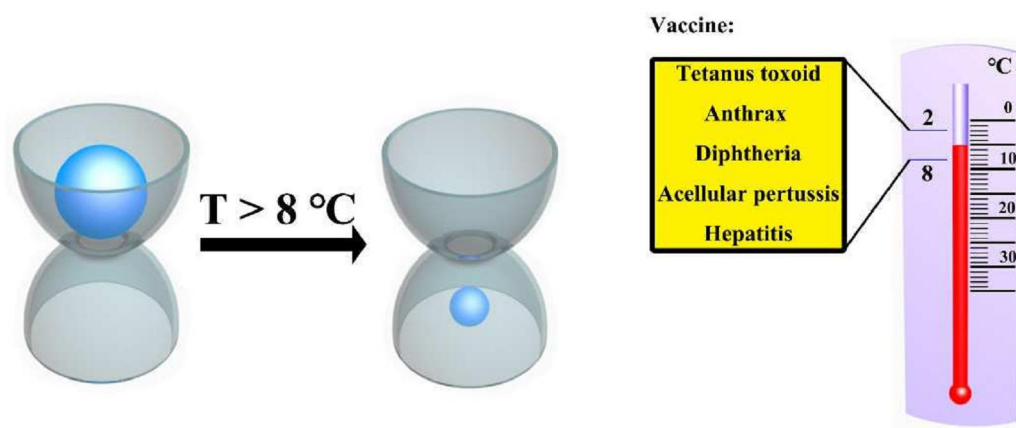 T > 8 °C
Vaccine:
Tetanus toxoid
Anthrax
Diphtheria
Acellular pertussis
Hepatitis
°C
2
8
0
10
20
30